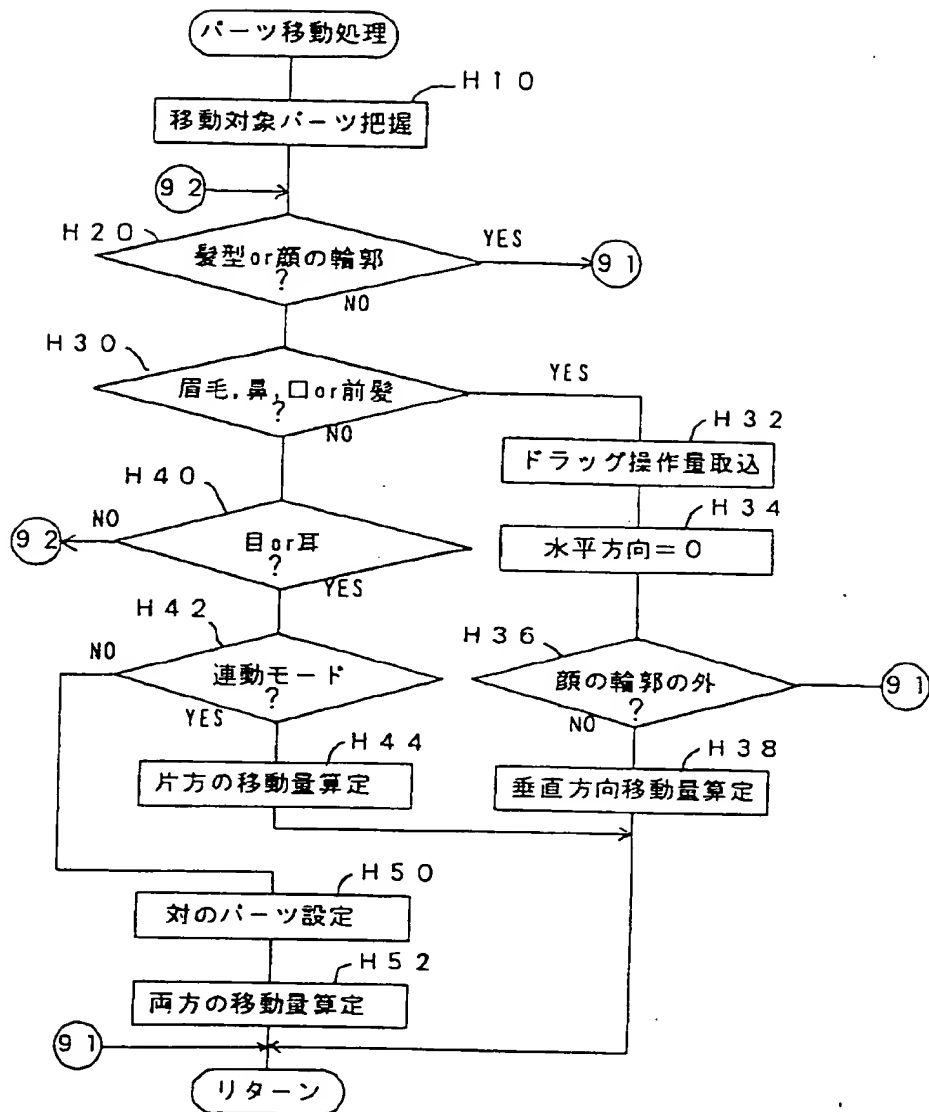 パーツ移動処理
H10
移動対象パーツ把握
92
H20
髪型or顔の輪郭
?
YES
91
NO
H30
眉毛,鼻,口or前髪
?
YES
NO
H32
ドラッグ操作量取込
H40
H34
NO
92
目or耳
?
水平方向=0
YES
H42
H36
NO
連動モード
?
顔の輪郭の外
?
91
YES
NO
H44
H38
片方の移動量算定
垂直方向移動量算定
H50
対のパーツ設定
H52
両方の移動量算定
91
リターン